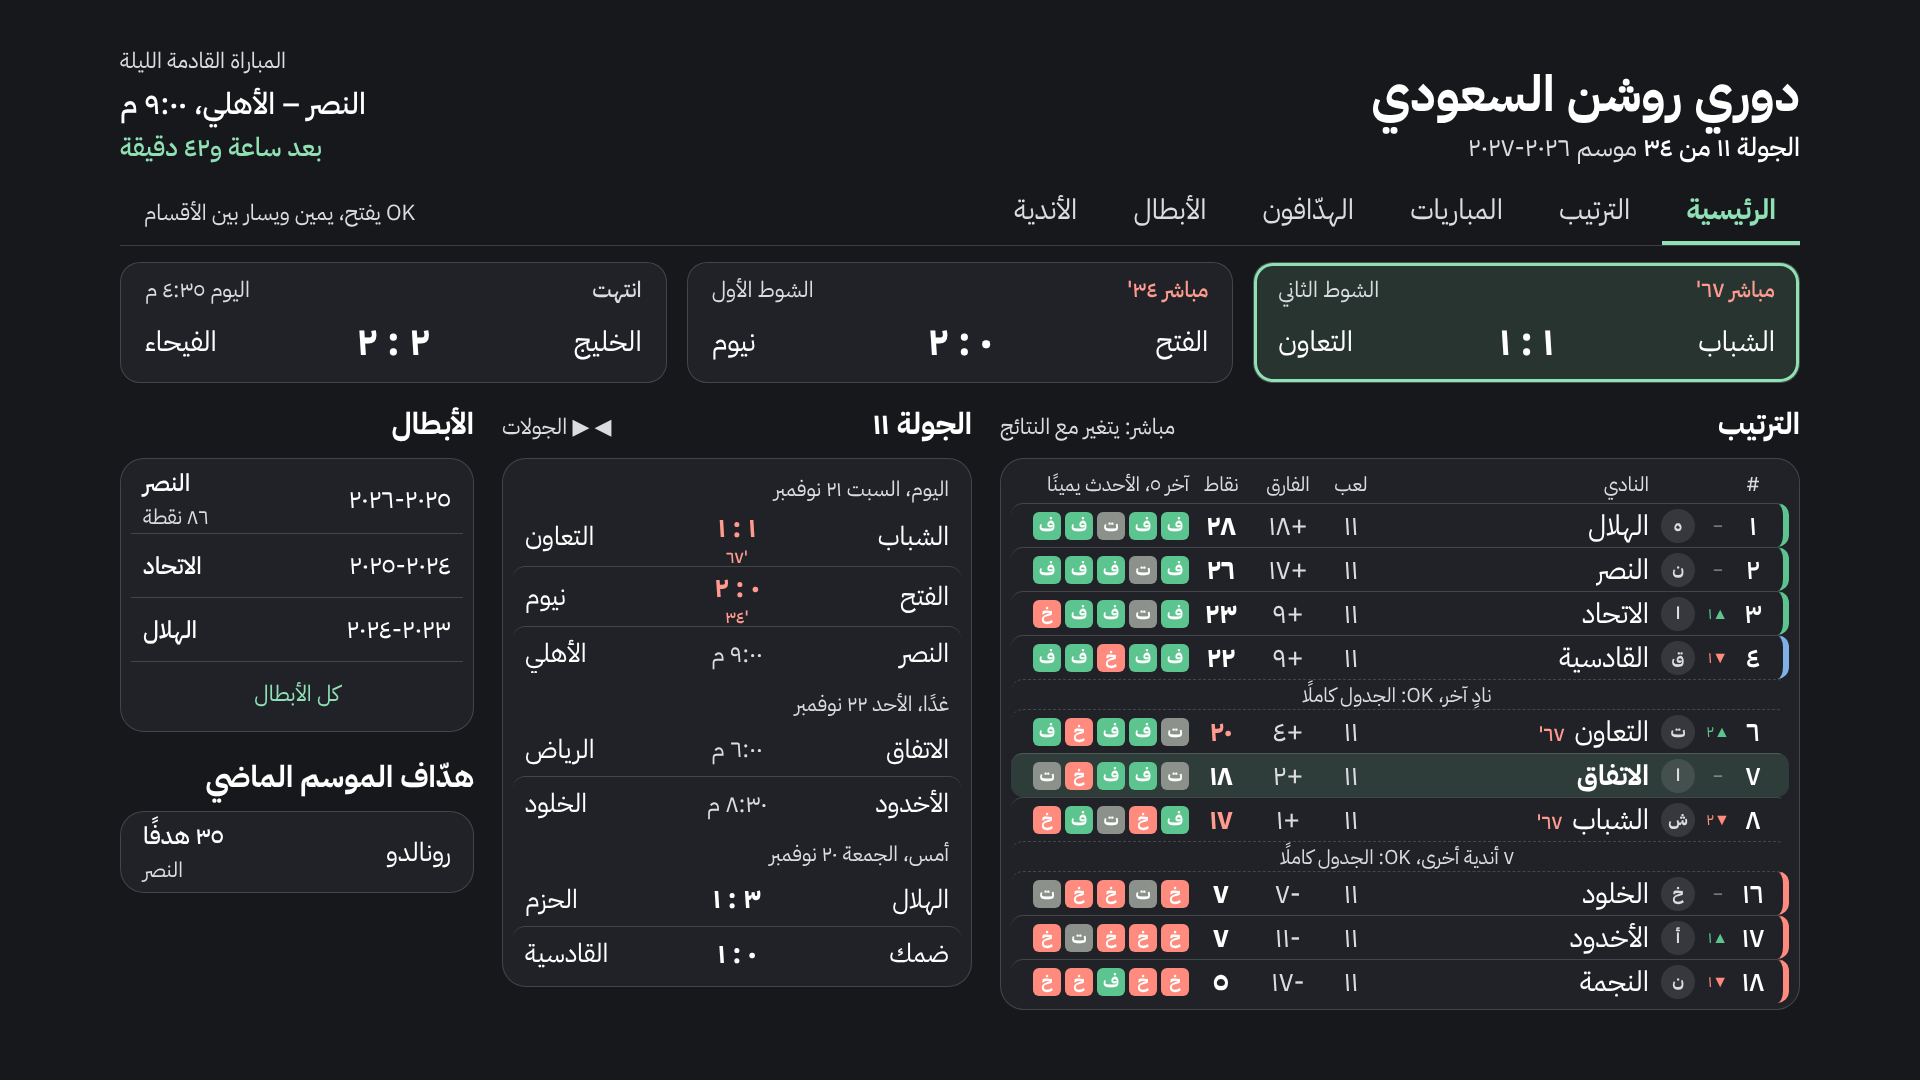 دوري روشن السعودي
الجولة ١١ من ٣٤ موسم ٢٠٢٦-٢٠٢٧
المباراة القادمة الليلة
النصر – الأهلي، ٩:٠٠ م
بعد ساعة و٤٢ دقيقة
الرئيسية الترتيب المباريات الهدّافون الأبطال الأندية
OK يفتح، يمين ويسار بين الأقسام
مباشر ٦٧' الشوط الثاني
الشباب ١ : ١ التعاون
مباشر ٣٤' الشوط الأول
الفتح ٠ : ٢ نيوم
انتهت اليوم ٤:٣٥ م
الخليج ٢ : ٢ الفيحاء
الترتيب مباشر: يتغير مع النتائج
# النادي لعب الفارق نقاط آخر ٥، الأحدث يمينًا
١ – ه الهلال ١١ +١٨ ٢٨ ف ف ت ف ف
٢ – ن النصر ١١ +١٧ ٢٦ ف ت ف ف ف
٣ ▲١ ا الاتحاد ١١ +٩ ٢٣ ف ت ف ف خ
٤ ▼١ ق القادسية ١١ +٩ ٢٢ ف ف خ ف ف
نادٍ آخر، OK: الجدول كاملًا
٦ ▲٢ ت التعاون ٦٧' ١١ +٤ ٢٠ ت ف ف خ ف
٧ – ا الاتفاق ١١ +٢ ١٨ ت ف ف خ ت
٨ ▼٢ ش الشباب ٦٧' ١١ +١ ١٧ ف خ ت ف خ
٧ أندية أخرى، OK: الجدول كاملًا
١٦ – خ الخلود ١١ -٧ ٧ خ ت خ خ ت
١٧ ▲١ أ الأخدود ١١ -١١ ٧ خ خ خ ت خ
١٨ ▼١ ن النجمة ١١ -١٧ ٥ خ خ ف خ خ
الجولة ١١ ◀ ▶ الجولات
اليوم، السبت ٢١ نوفمبر
الشباب ١ : ١ التعاون
٦٧'
الفتح ٠ : ٢ نيوم
٣٤'
النصر ٩:٠٠ م الأهلي
غدًا، الأحد ٢٢ نوفمبر
الاتفاق ٦:٠٠ م الرياض
الأخدود ٨:٣٠ م الخلود
أمس، الجمعة ٢٠ نوفمبر
الهلال ٣ : ١ الحزم
ضمك ٠ : ١ القادسية
الأبطال
٢٠٢٥-٢٠٢٦ النصر
٨٦ نقطة
٢٠٢٤-٢٠٢٥ الاتحاد
٢٠٢٣-٢٠٢٤ الهلال
كل الأبطال
هدّاف الموسم الماضي
رونالدو ٣٥ هدفًا
النصر